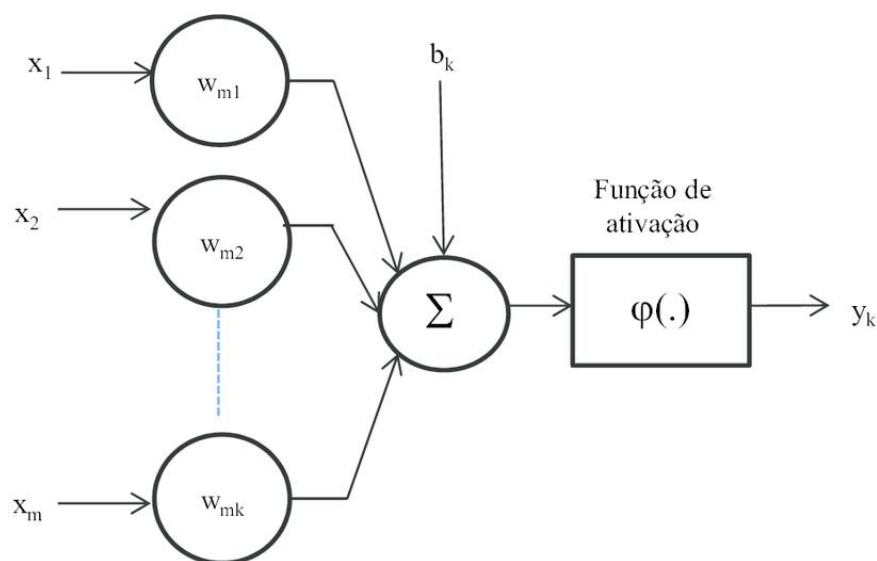 x1
wm1
bk
x2
wm2
Função de
ativação
Σ
φ(.)
yk
xm
wmk